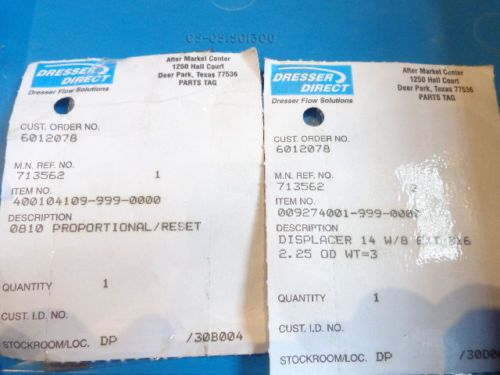 DRESSER
DIRECT
Dresser Flow Solutions
After Market Center
1250 Hall Court
Deer Park, Texas 77536
PARTS TAG
CUST. ORDER NO.
6012078
M.N. REF. NO.
713562 1
ITEM NO.
400104109-999-0000
DESCRIPTION
0810 PROPORTIONAL/RESET
QUANTITY 1
CUST. I.D. NO.
STOCKROOM/LOC. DP /30B004
DRESSER
DIRECT
Dresser Flow Solutions
After Market Center
1250 Hall Court
Deer Park, Texas 77536
PARTS TAG
CUST. ORDER NO.
6012078
M.N. REF. NO.
713562 2
ITEM NO.
009274001-999-0000
DESCRIPTION
DISPLACER 14 W/8 EXT
2.25 OD WT=3
QUANTITY 1
CUST. I.D. NO.
STOCKROOM/LOC. DP